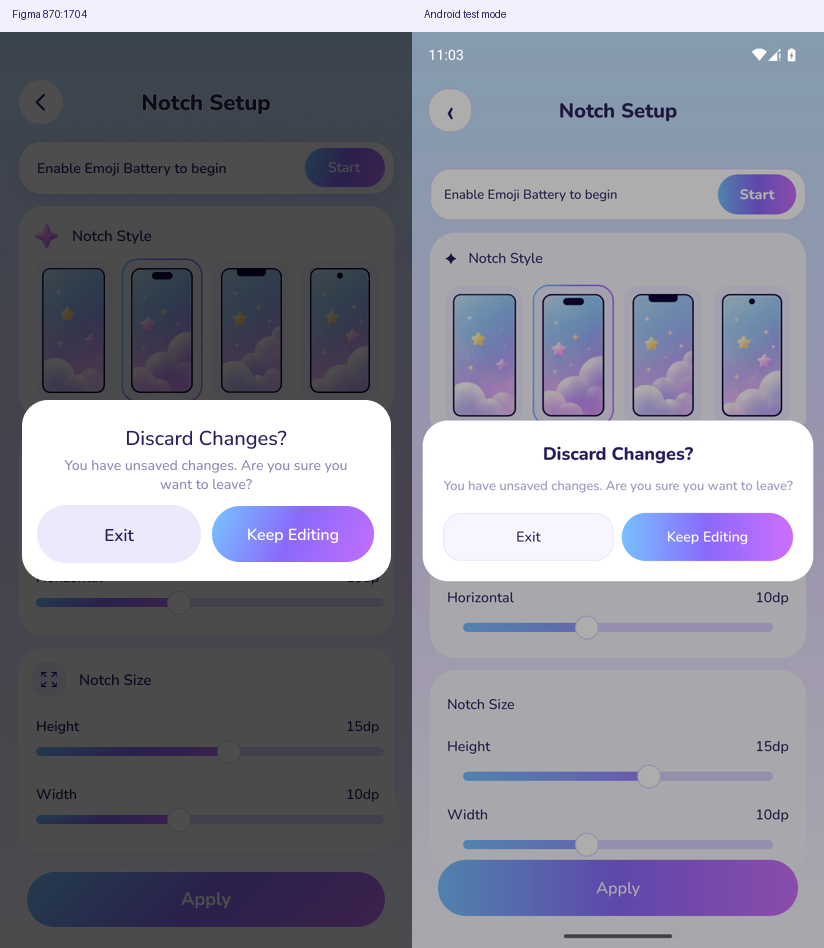 Figma 870:1704
Notch Setup
Enable Emoji Battery to begin
Start
Notch Style
Discard Changes?
You have unsaved changes. Are you sure you
want to leave?
Exit
Keep Editing
Notch Size
Height
15dp
Width
10dp
Apply
Android test mode
11:03
Notch Setup
Enable Emoji Battery to begin
Start
Notch Style
Discard Changes?
You have unsaved changes. Are you sure you want to leave?
Exit
Keep Editing
Horizontal
10dp
Notch Size
Height
15dp
Width
10dp
Apply